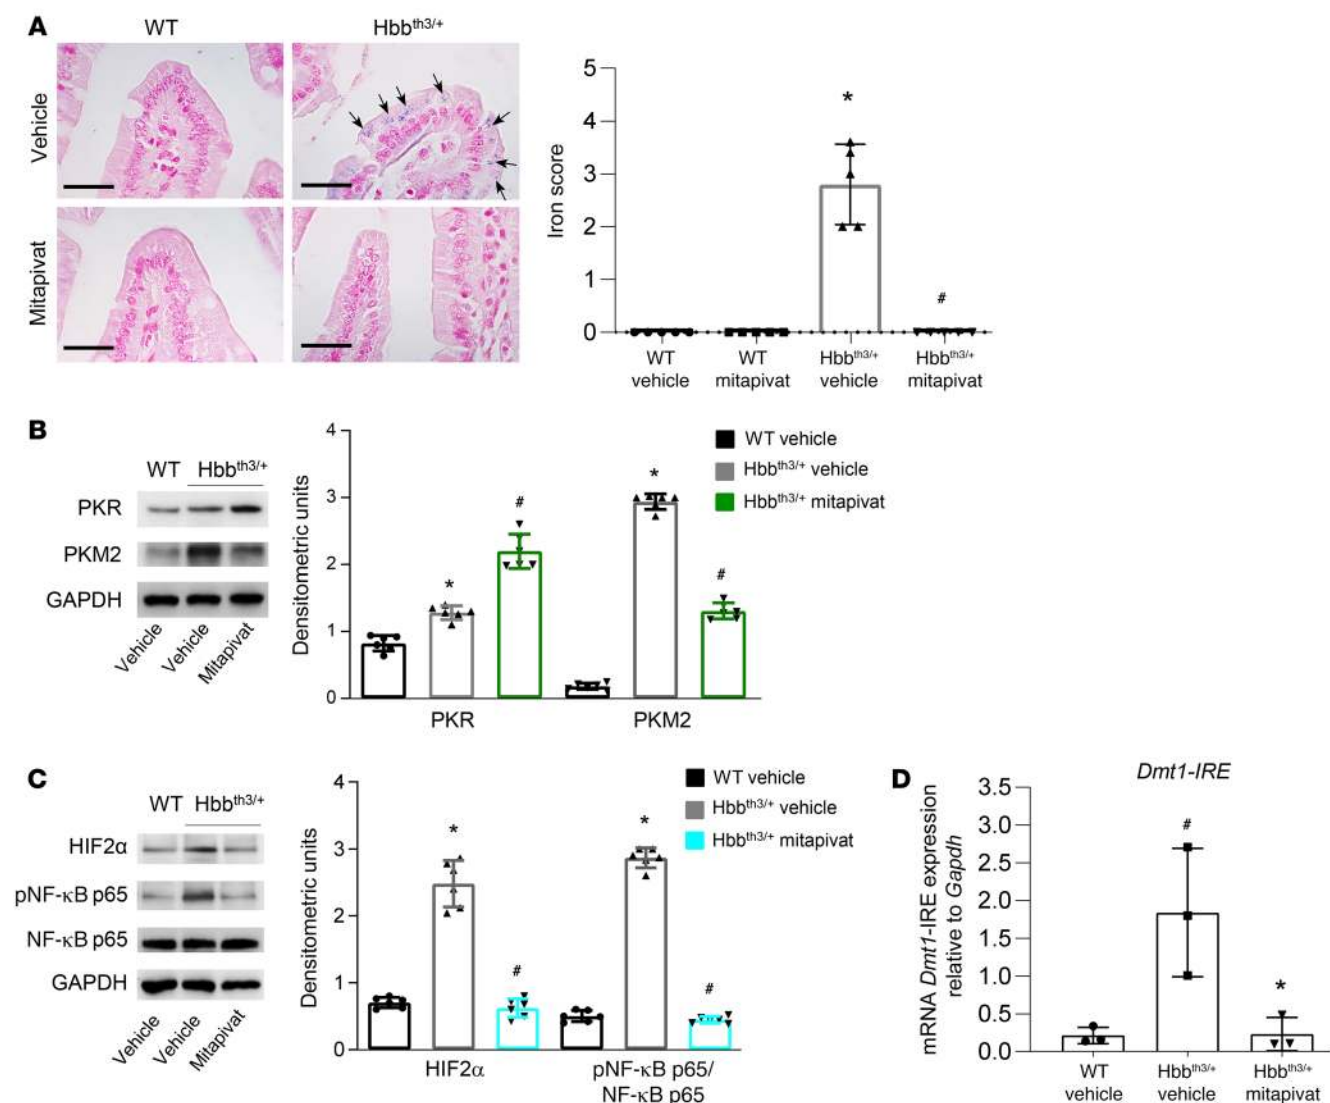 A
WT
Hbbth3/+
Vehicle
Mitapivat
Iron score
5
4
3
2
1
0
*
#
WT
vehicle
WT
mitapivat
Hbbth3/+
vehicle
Hbbth3/+
mitapivat
B
WT
Hbbth3/+
PKR
PKM2
GAPDH
Vehicle
Vehicle
Mitapivat
Densitometric units
4
3
2
1
0
*
#
*
#
PKR
PKM2
WT vehicle
Hbbth3/+ vehicle
Hbbth3/+ mitapivat
C
WT
Hbbth3/+
HIF2α
pNF-κB p65
NF-κB p65
GAPDH
Vehicle
Vehicle
Mitapivat
Densitometric units
4
3
2
1
0
*
#
*
#
HIF2α
pNF-κB p65/
NF-κB p65
WT vehicle
Hbbth3/+ vehicle
Hbbth3/+ mitapivat
D
Dmt1-IRE
mRNA Dmt1-IRE expression
relative to Gapdh
3.5
3.0
2.5
2.0
1.5
1.0
0.5
0.0
#
*
WT
vehicle
Hbbth3/+
vehicle
Hbbth3/+
mitapivat